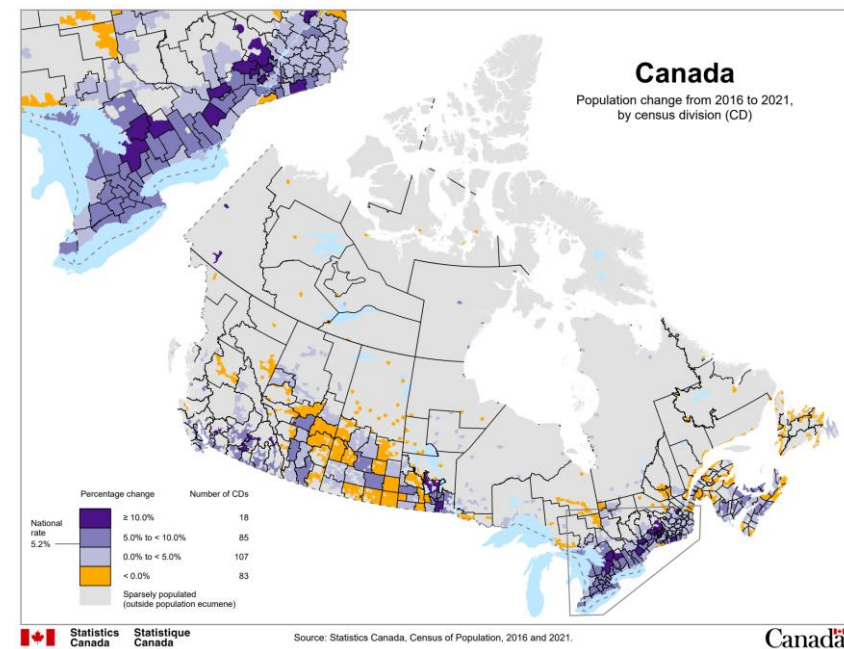 Canada
Population change from 2016 to 2021,
by census division (CD)
Percentage change Number of CDs
National
rate
5.2%
≥ 10.0% 18
5.0% to < 10.0% 85
0.0% to < 5.0% 107
< 0.0% 83
Sparsely populated
(outside population ecumene)
Statistics Statistique
Canada Canada
Source: Statistics Canada, Census of Population, 2016 and 2021.
Canada